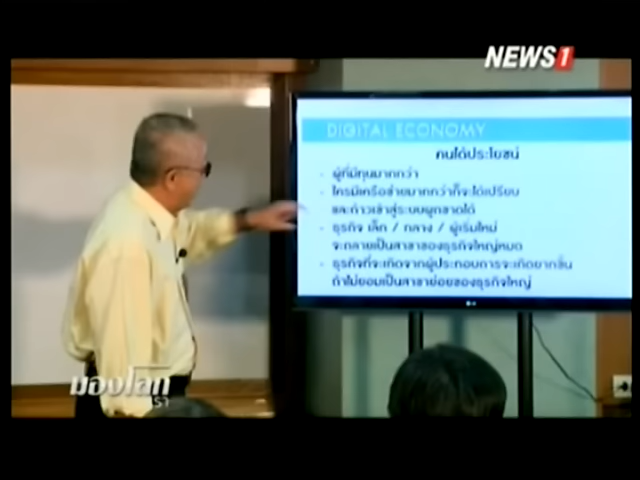 NEWS1
DIGITAL ECONOMY
คนได้ประโยชน์
- ผู้ที่มีทุนมากกว่า
- ใครมีเครือข่ายมากกว่าก็จะได้เปรียบ
และก้าวเข้าสู่ระบบผูกขาดได้
- ธุรกิจ เล็ก / กลาง / ผู้เริ่มใหม่
จะกลายเป็นสาขาของธุรกิจใหญ่หมด
- ธุรกิจที่จะเกิดจากผู้ประกอบการจะเกิดยากขึ้น
ถ้าไม่ยอมเป็นสาขาย่อยของธุรกิจใหญ่
มองโลก